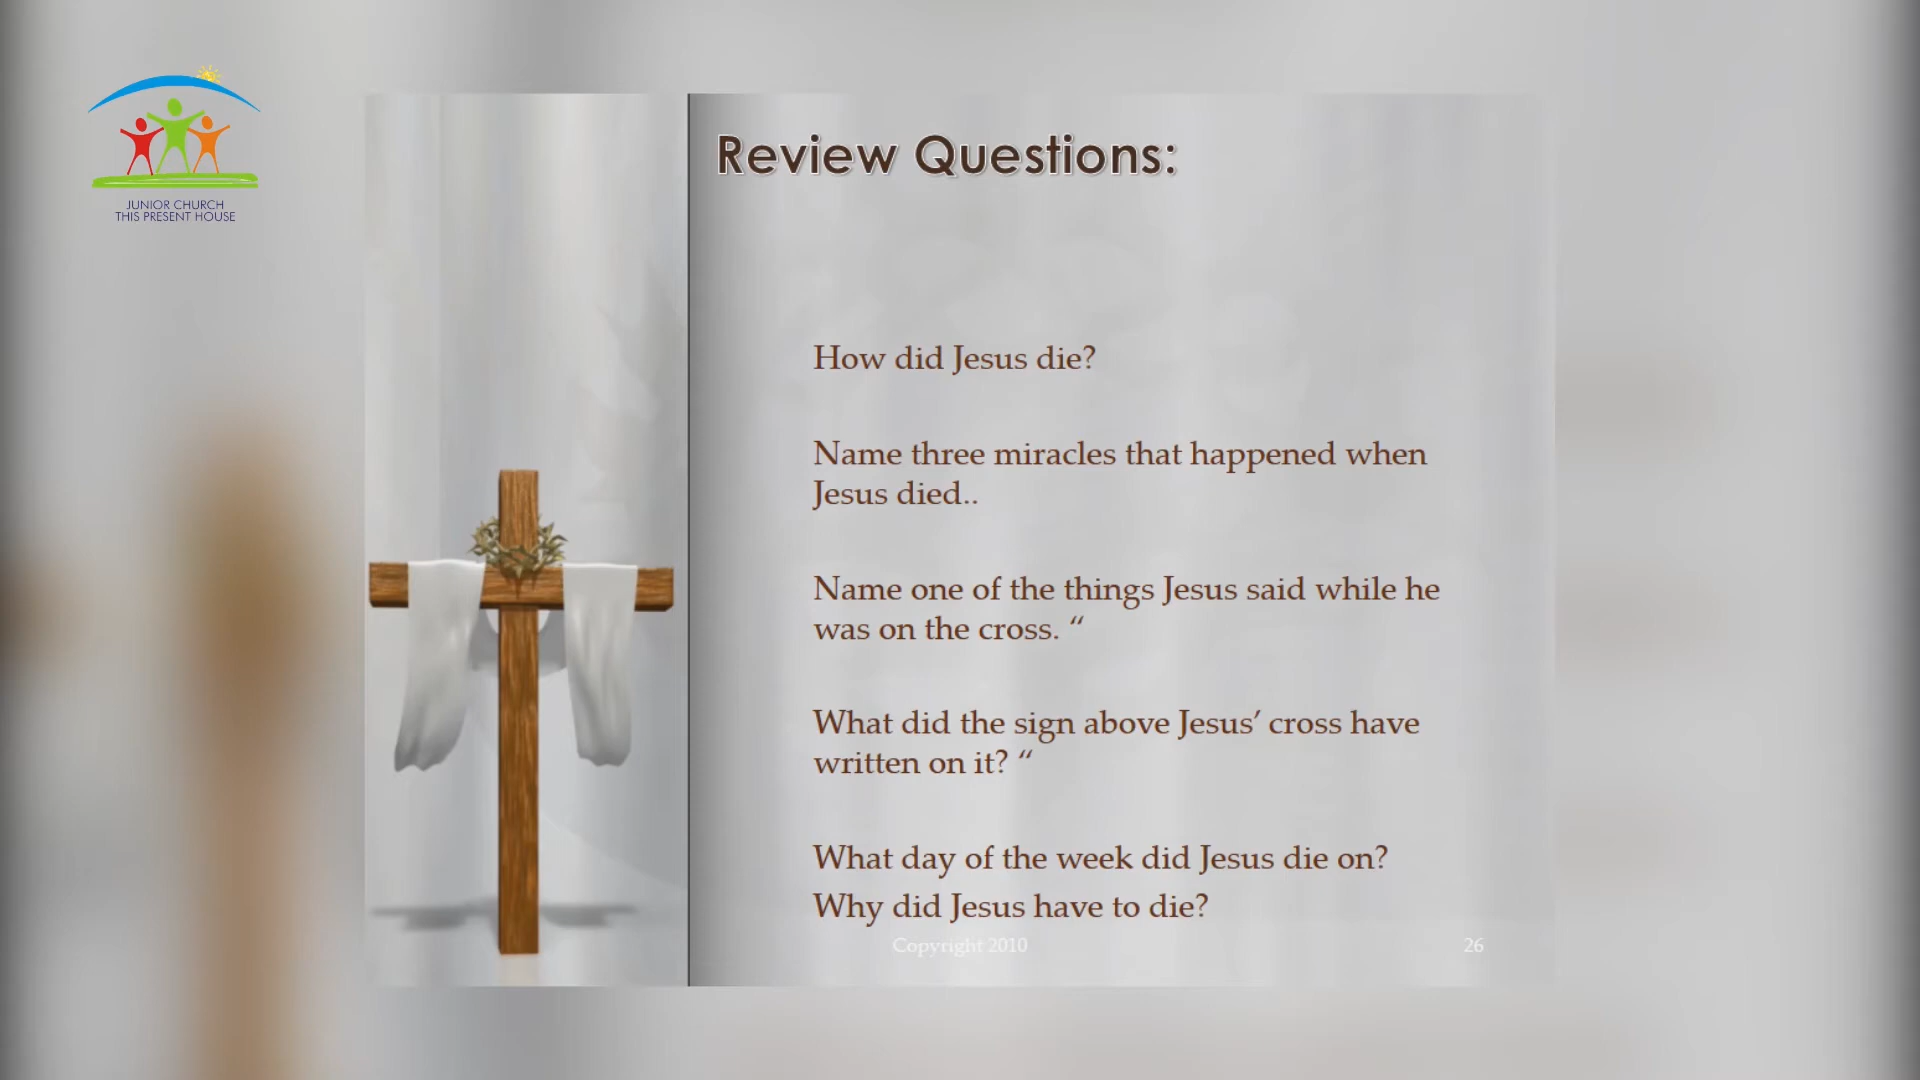 JUNIOR CHURCH
THIS PRESENT HOUSE
Review Questions:
How did Jesus die?
Name three miracles that happened when
Jesus died..
Name one of the things Jesus said while he
was on the cross. “
What did the sign above Jesus’ cross have
written on it? “
What day of the week did Jesus die on?
Why did Jesus have to die?
Copyright 2010
26